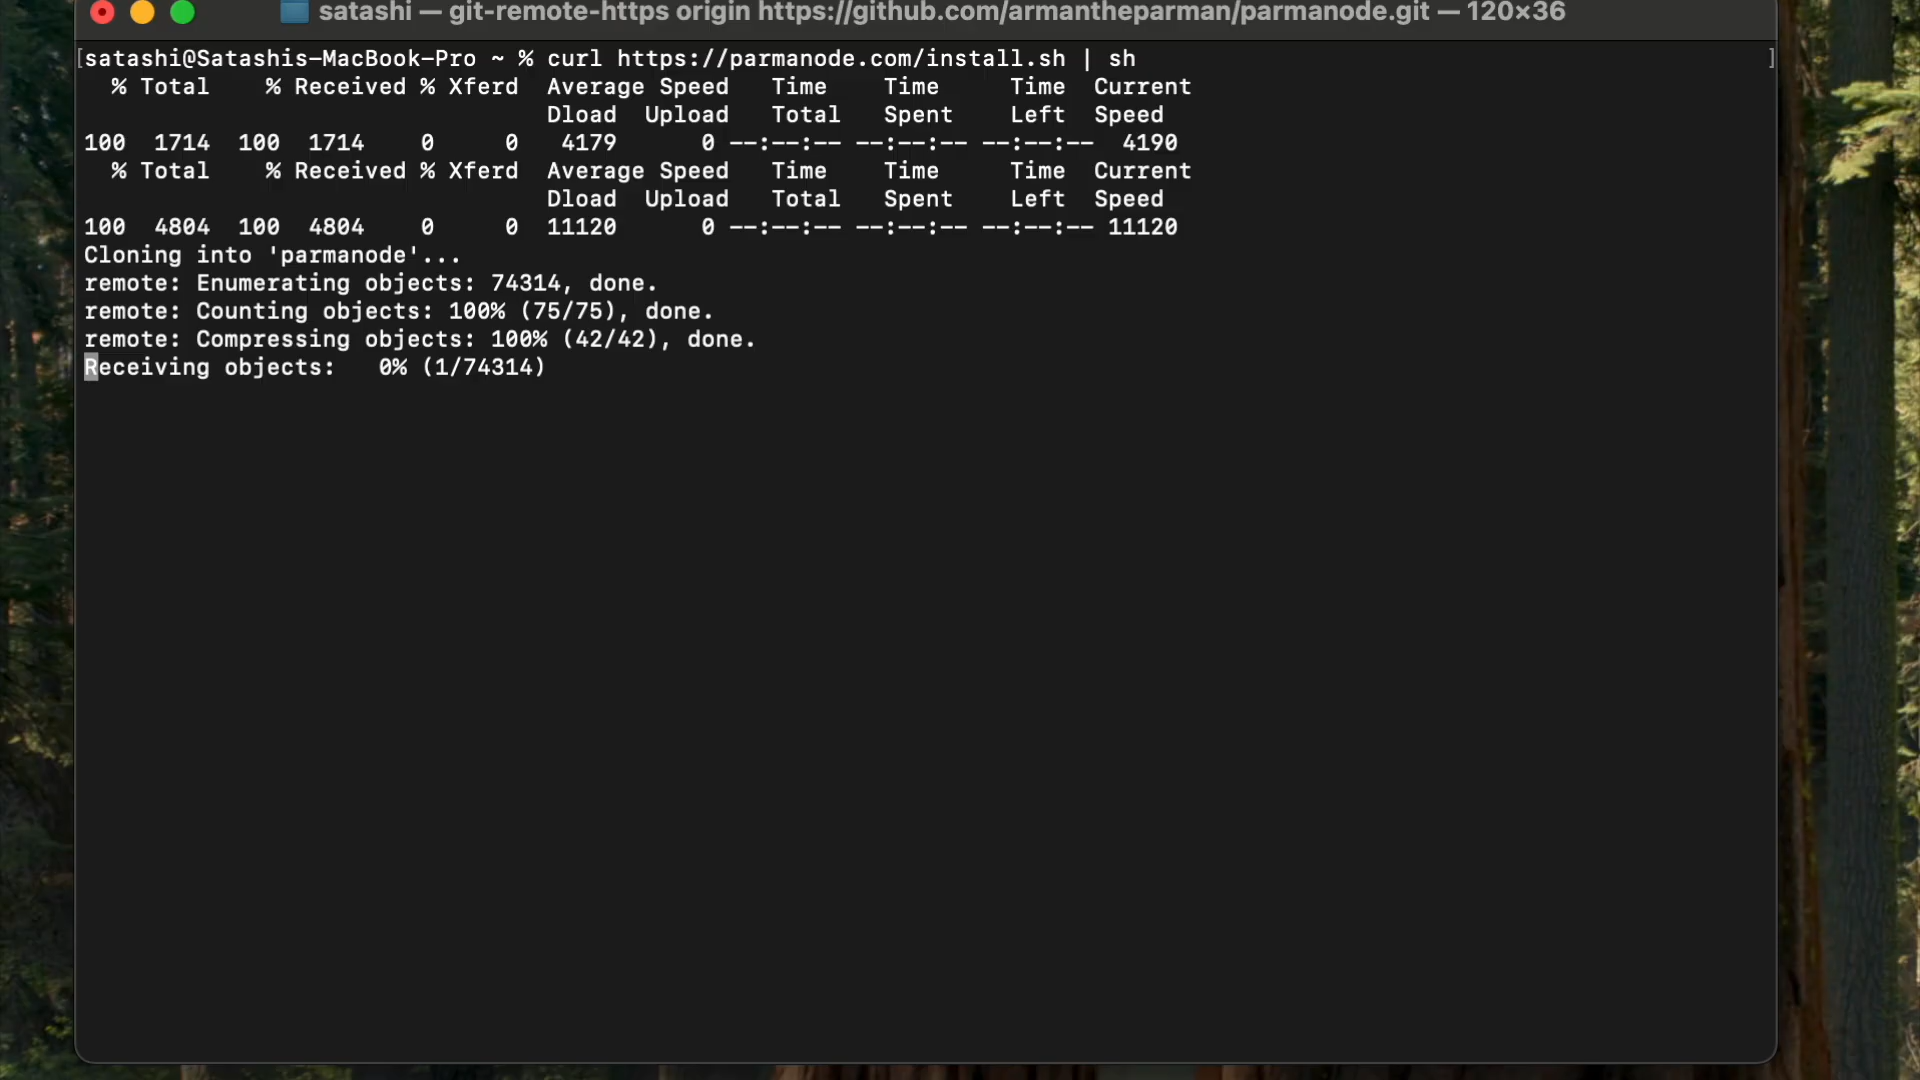 satashi — git-remote-https origin https://github.com/armantheparman/parmanode.git — 120×36
[satashi@Satashis-MacBook-Pro ~ % curl https://parmanode.com/install.sh | sh ]
% Total % Received % Xferd Average Speed Time Time Time Current
Dload Upload Total Spent Left Speed
100 1714 100 1714 0 0 4179 0 --:--:-- --:--:-- --:--:-- 4190
% Total % Received % Xferd Average Speed Time Time Time Current
Dload Upload Total Spent Left Speed
100 4804 100 4804 0 0 11120 0 --:--:-- --:--:-- --:--:-- 11120
Cloning into 'parmanode'...
remote: Enumerating objects: 74314, done.
remote: Counting objects: 100% (75/75), done.
remote: Compressing objects: 100% (42/42), done.
Receiving objects: 0% (1/74314)